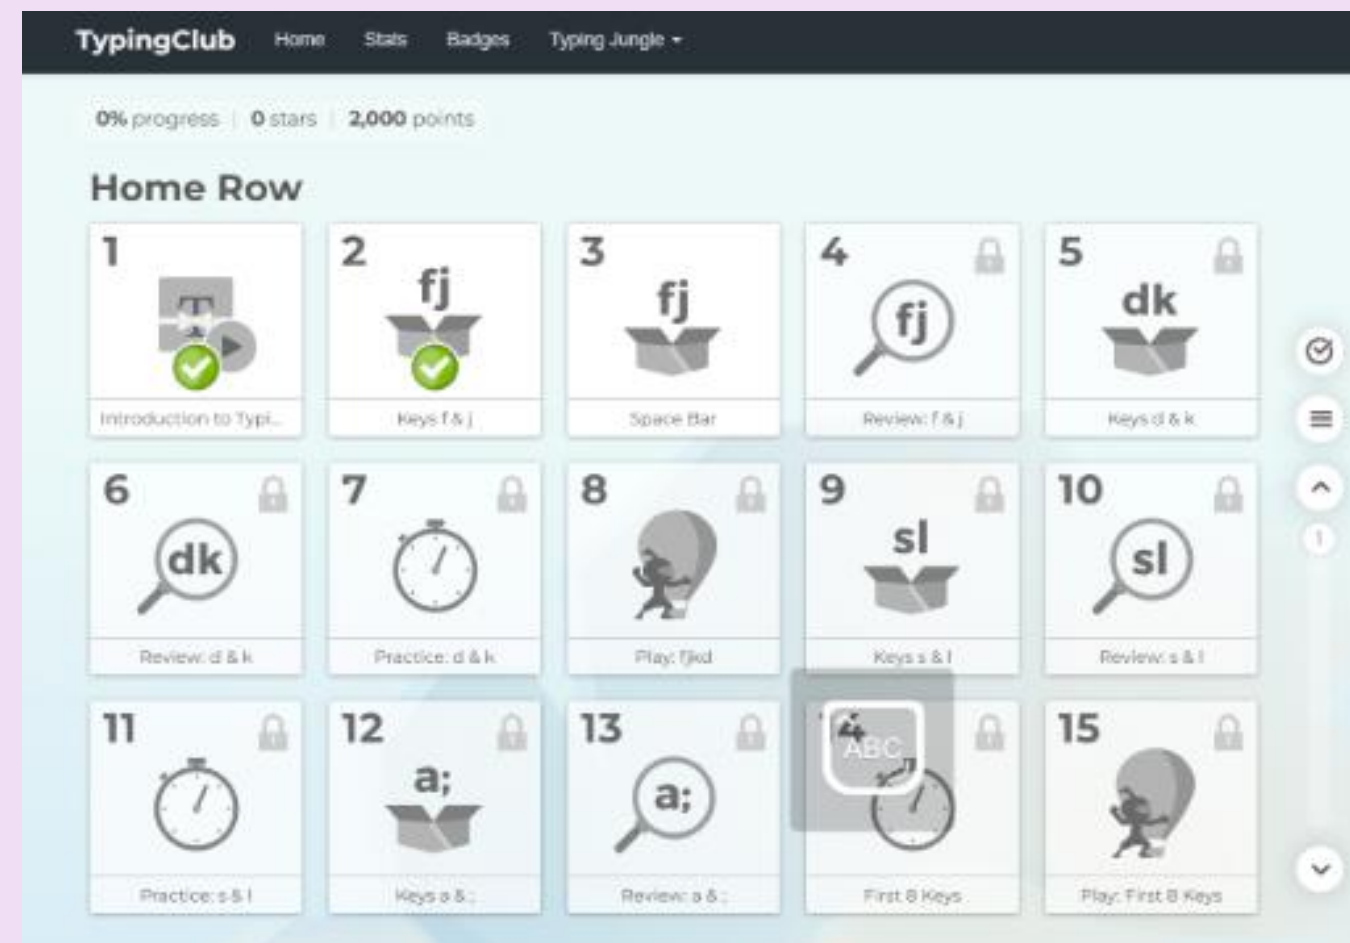 TypingClub Home Stats Badges Typing Jungle
0% progress | 0 stars | 2,000 points
Home Row
1 2 fj 3 fj 4 fj 5 dk
Introduction to Typi... Keys f & j Space Bar Review: f & j Keys d & k
6 dk 7 8 9 sl 10 sl
1
Review: d & k Practice: d & k Play: fjkd Keys s & l Review: s & l
11 12 a; 13 a; 14 ABC 15
Practice: s & l Keys a & ; Review: a & ; First 8 Keys Play: First 8 Keys